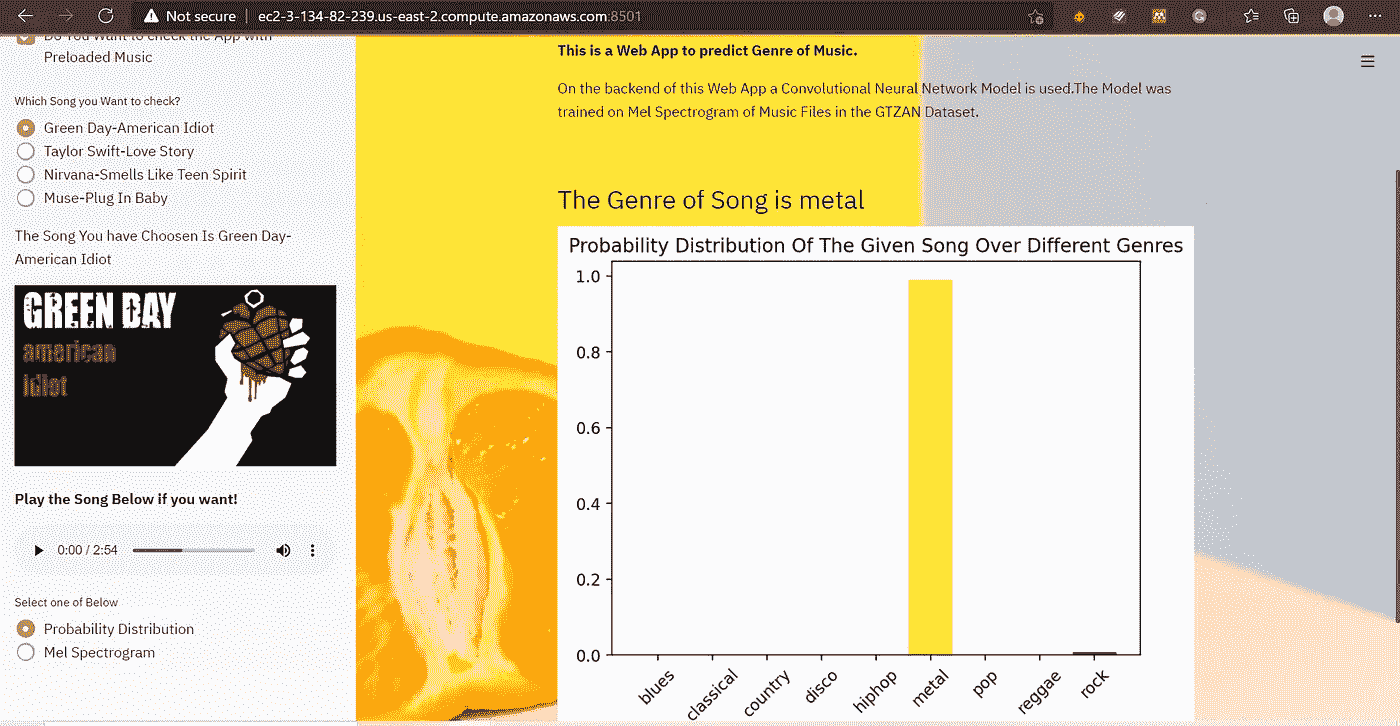 Not secure
ec2-3-134-82-239.us-east-2.compute.amazonaws.com:8501
Do You Want to check the App with
Preloaded Music
Which Song you Want to check?
Green Day-American Idiot
Taylor Swift-Love Story
Nirvana-Smells Like Teen Spirit
Muse-Plug In Baby
The Song You have Choosen Is Green Day-
American Idiot
GREEN DAY
american
idiot
Play the Song Below if you want!
0:00 / 2:54
Select one of Below
Probability Distribution
Mel Spectrogram
This is a Web App to predict Genre of Music.
On the backend of this Web App a Convolutional Neural Network Model is used.The Model was
trained on Mel Spectrogram of Music Files in the GTZAN Dataset.
The Genre of Song is metal
Probability Distribution Of The Given Song Over Different Genres
1.0
0.8
0.6
0.4
0.2
0.0
blues
classical
country
disco
hiphop
metal
pop
reggae
rock